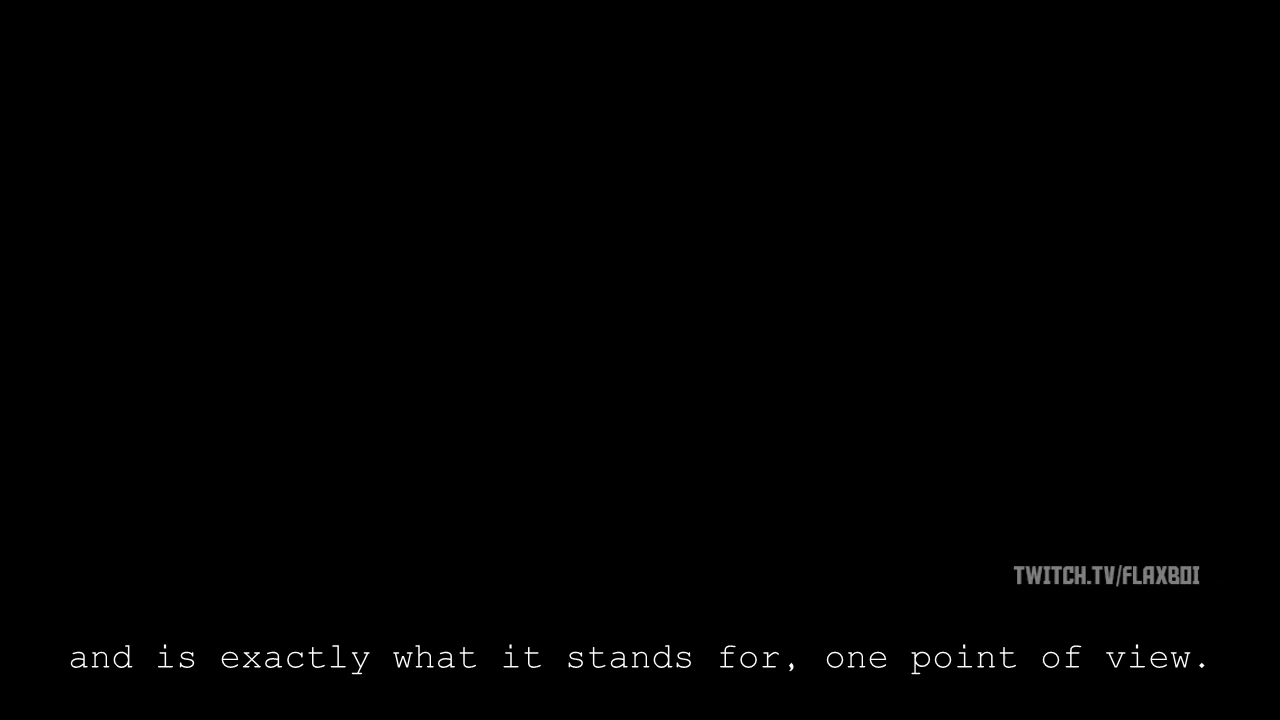 TWITCH.TV/FLAXBOI
and is exactly what it stands for, one point of view.